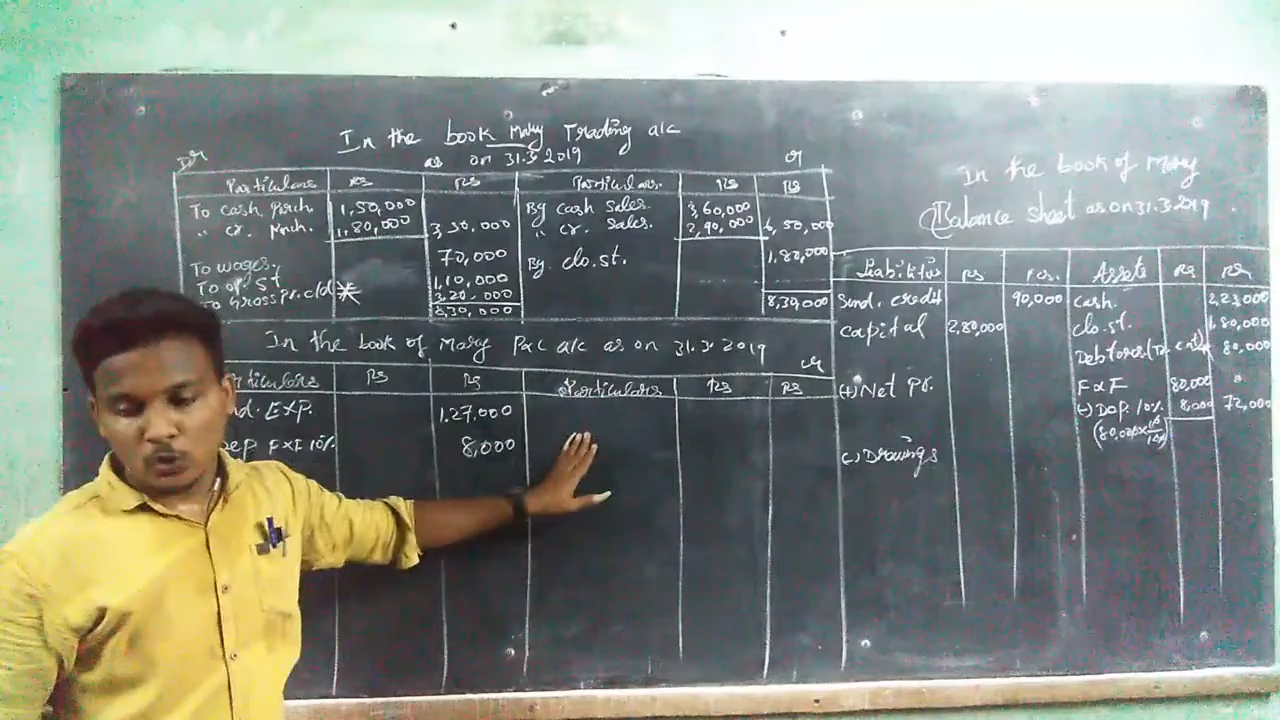 In the book Mary Trading a/c
as on 31.3.2019
Dr Cr
Particulars Rs Rs Particulars. Rs Rs
To cash Purch. 1,50,000 By cash Sales. 3,60,000
" cr. Purch. 1,80,000 3,30,000 " cr. Sales. 2,90,000 6,50,000
To wages. 70,000 By clo.st. 1,80,000
To op. st 1,10,000
To Gross Pr. c/d 3,20,000 8,30,000
8,30,000
In the book of Mary P&L a/c as on 31.3.2019
Cr
Particulars Rs Rs Particulars Rs Rs
nd. EXP. 1,27,000
Dep F&F 10% 8,000
In the book of Mary
Balance Sheet as on 31.3.2019
Liabilities Rs Rs. Assets Rs Rs
Sund. credit 90,000 Cash.
capital 2,80,000 clo.st. 1,80,000
Debtors 80,000
(+) Net Pr. F&F 80,000
(-) Dep. 10% 8,000 72,000
(-) Drawings